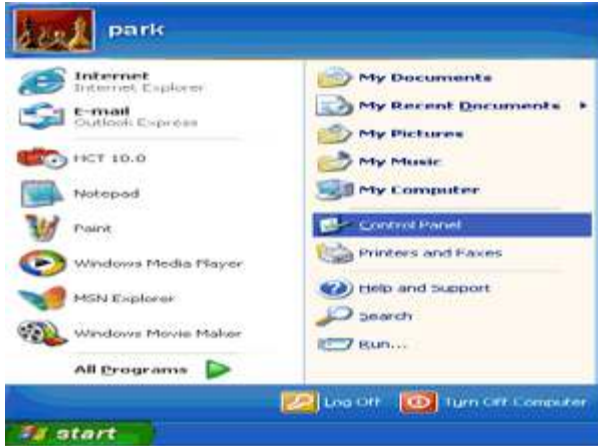 park
Internet
Internet Explorer
E-mail
Outlook Express
HCT 10.0
Notepad
Paint
Windows Media Player
MSN Explorer
Windows Movie Maker
All Programs
My Documents
My Recent Documents
My Pictures
My Music
My Computer
Control Panel
Printers and Faxes
Help and Support
Search
Run...
Log Off
Turn Off Computer
start